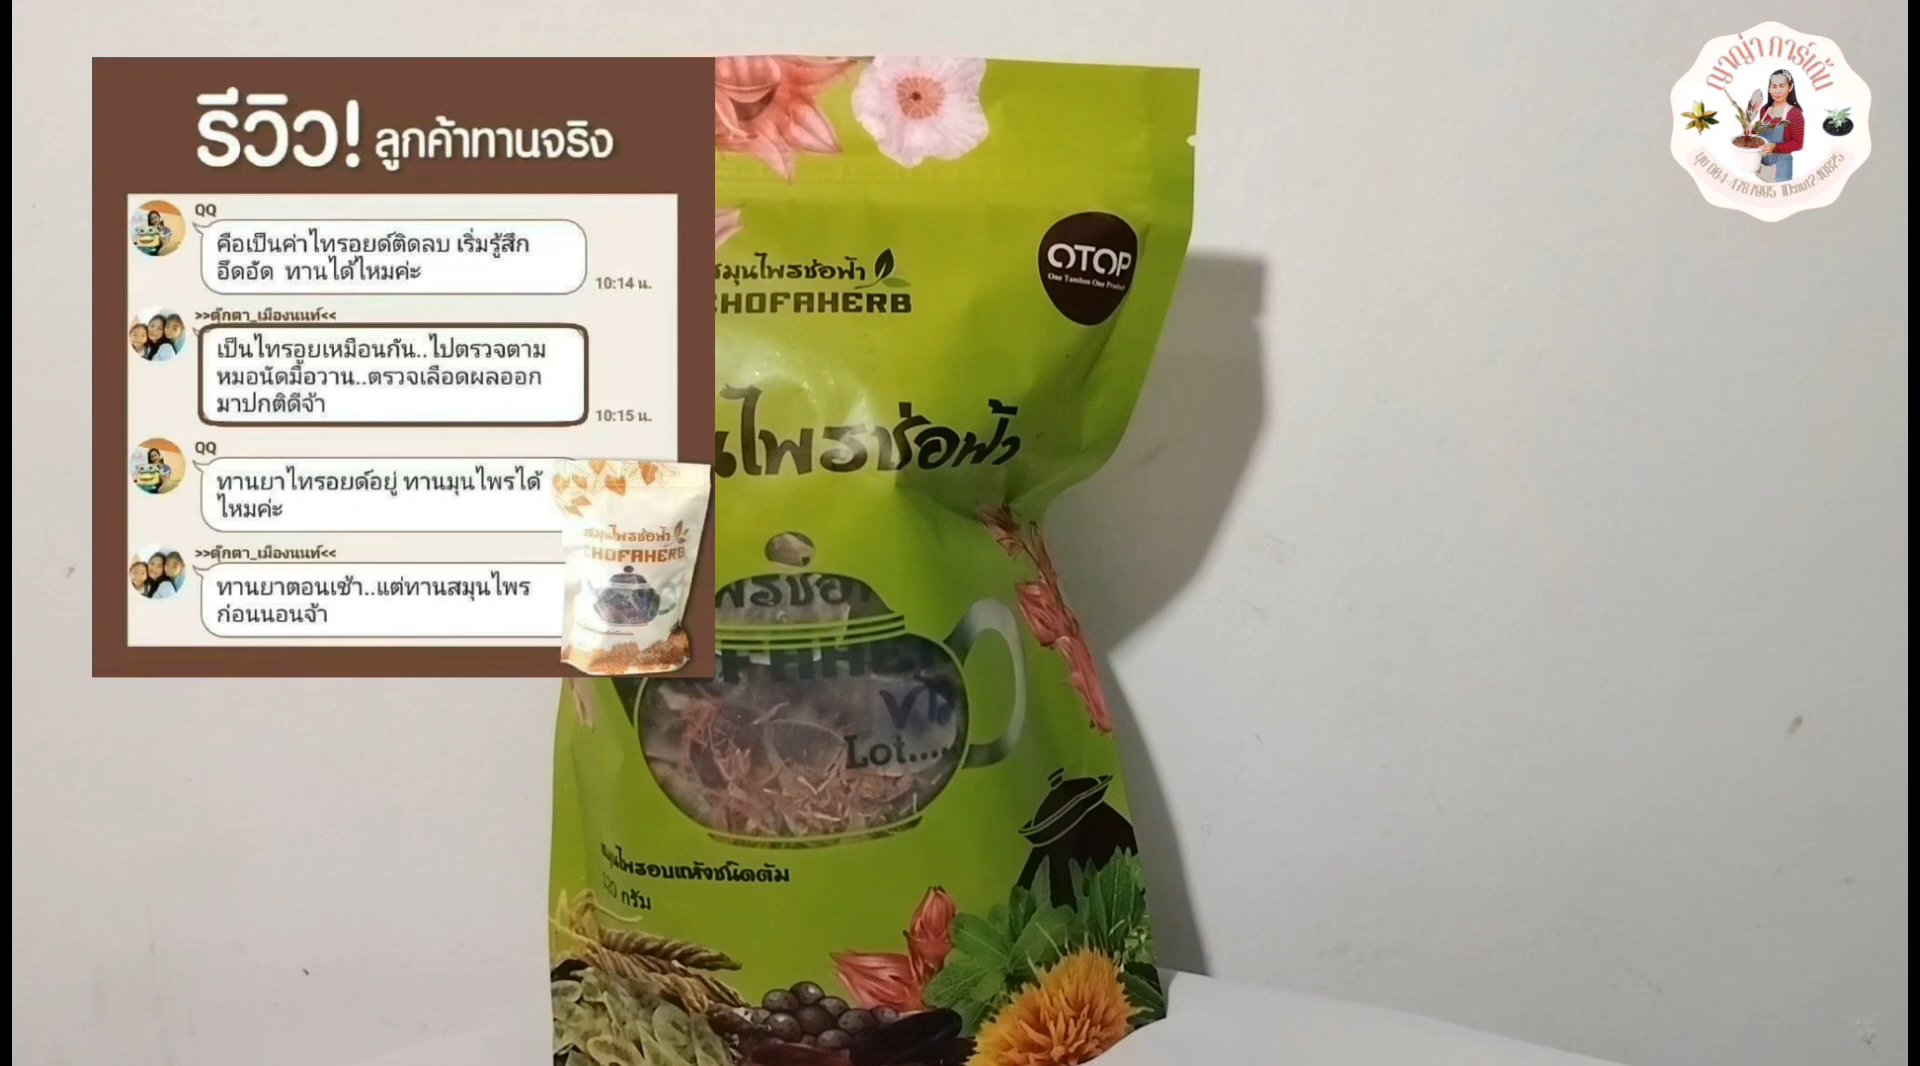 รีวิว! ลูกค้าทานจริง
QQ
คือเป็นค่าไทรอยด์ติดลบ เริ่มรู้สึก
อึดอัด ทานได้ไหมค่ะ
10:14 น.
>>ตุ๊กตา_เมืองนนท์<<
เป็นไทรอยเหมือนกัน..ไปตรวจตาม
หมอนัดมื้อวาน..ตรวจเลือดผลออก
มาปกติดีจ้า
10:15 น.
QQ
ทานยาไทรอยด์อยู่ ทานมุนไพรได้
ไหมค่ะ
>>ตุ๊กตา_เมืองนนท์<<
ทานยาตอนเช้า..แต่ทานสมุนไพร
ก่อนนอนจ้า
สมุนไพรช่อฟ้า
CHOFAHERB
สมุนไพรช่อฟ้า
CHOFAHERB
OTOP
One Tambon One Product
นไพรช่อฟ้า
พรช่อ
FAHER
Lot.....
สมุนไพรอบแห้งชนิดต้ม
กรัม
ญาญ่า การ์เด้น